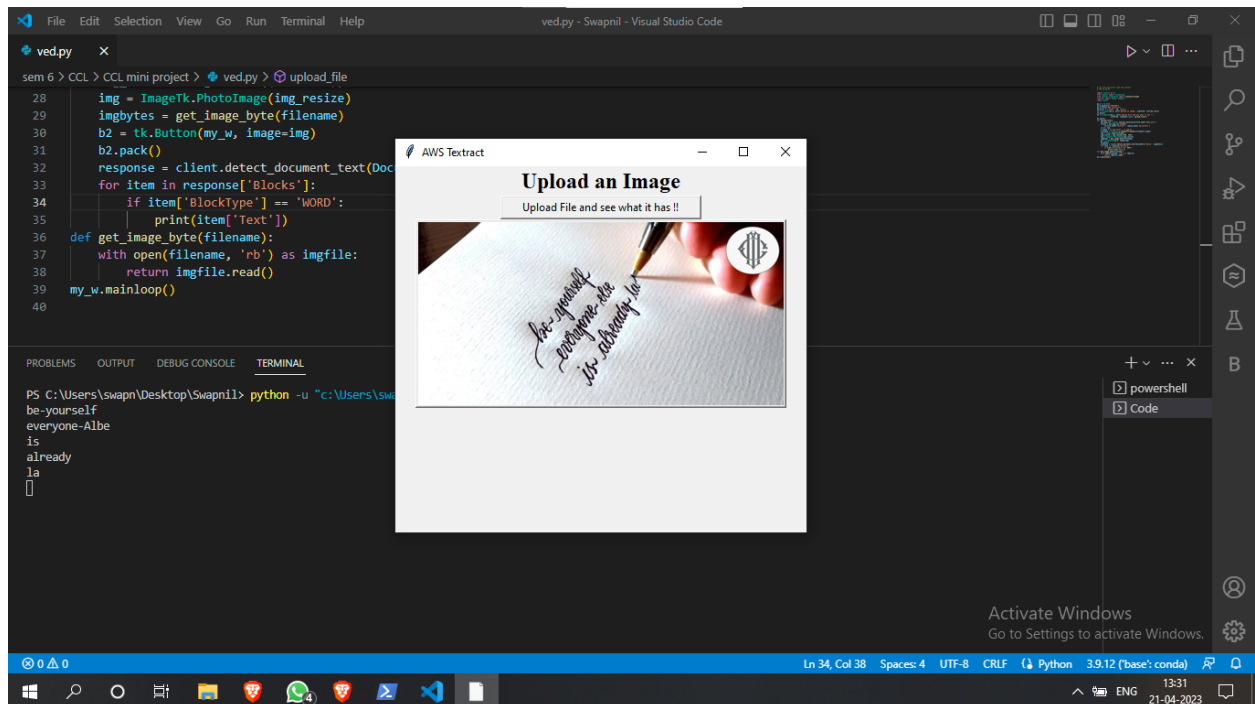 File Edit Selection View Go Run Terminal Help
ved.py - Swapnil - Visual Studio Code
ved.py
sem 6 > CCL > CCL mini project > ved.py > upload_file
28 img = ImageTk.PhotoImage(img_resize)
29 imgbytes = get_image_byte(filename)
30 b2 = tk.Button(my_w, image=img)
31 b2.pack()
32 response = client.detect_document_text(Doc
33 for item in response['Blocks']:
34 if item['BlockType'] == 'WORD':
35 print(item['Text'])
36 def get_image_byte(filename):
37 with open(filename, 'rb') as imgfile:
38 return imgfile.read()
39 my_w.mainloop()
40
AWS Textract
Upload an Image
Upload File and see what it has !!
be-yourself
everyone-else
is already la
PROBLEMS OUTPUT DEBUG CONSOLE TERMINAL
PS C:\Users\swapn\Desktop\Swapnil> python -u "c:\Users\swa
be-yourself
everyone-Albe
is
already
la
powershell
Code
Activate Windows
Go to Settings to activate Windows.
0 0
Ln 34, Col 38 Spaces: 4 UTF-8 CRLF Python 3.9.12 ('base': conda)
4
ENG
13:31
21-04-2023